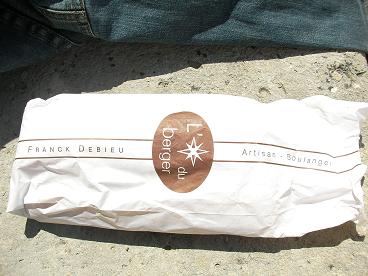 FRANCK DEBIEU
L'
du
berger
Artisan - Boulanger